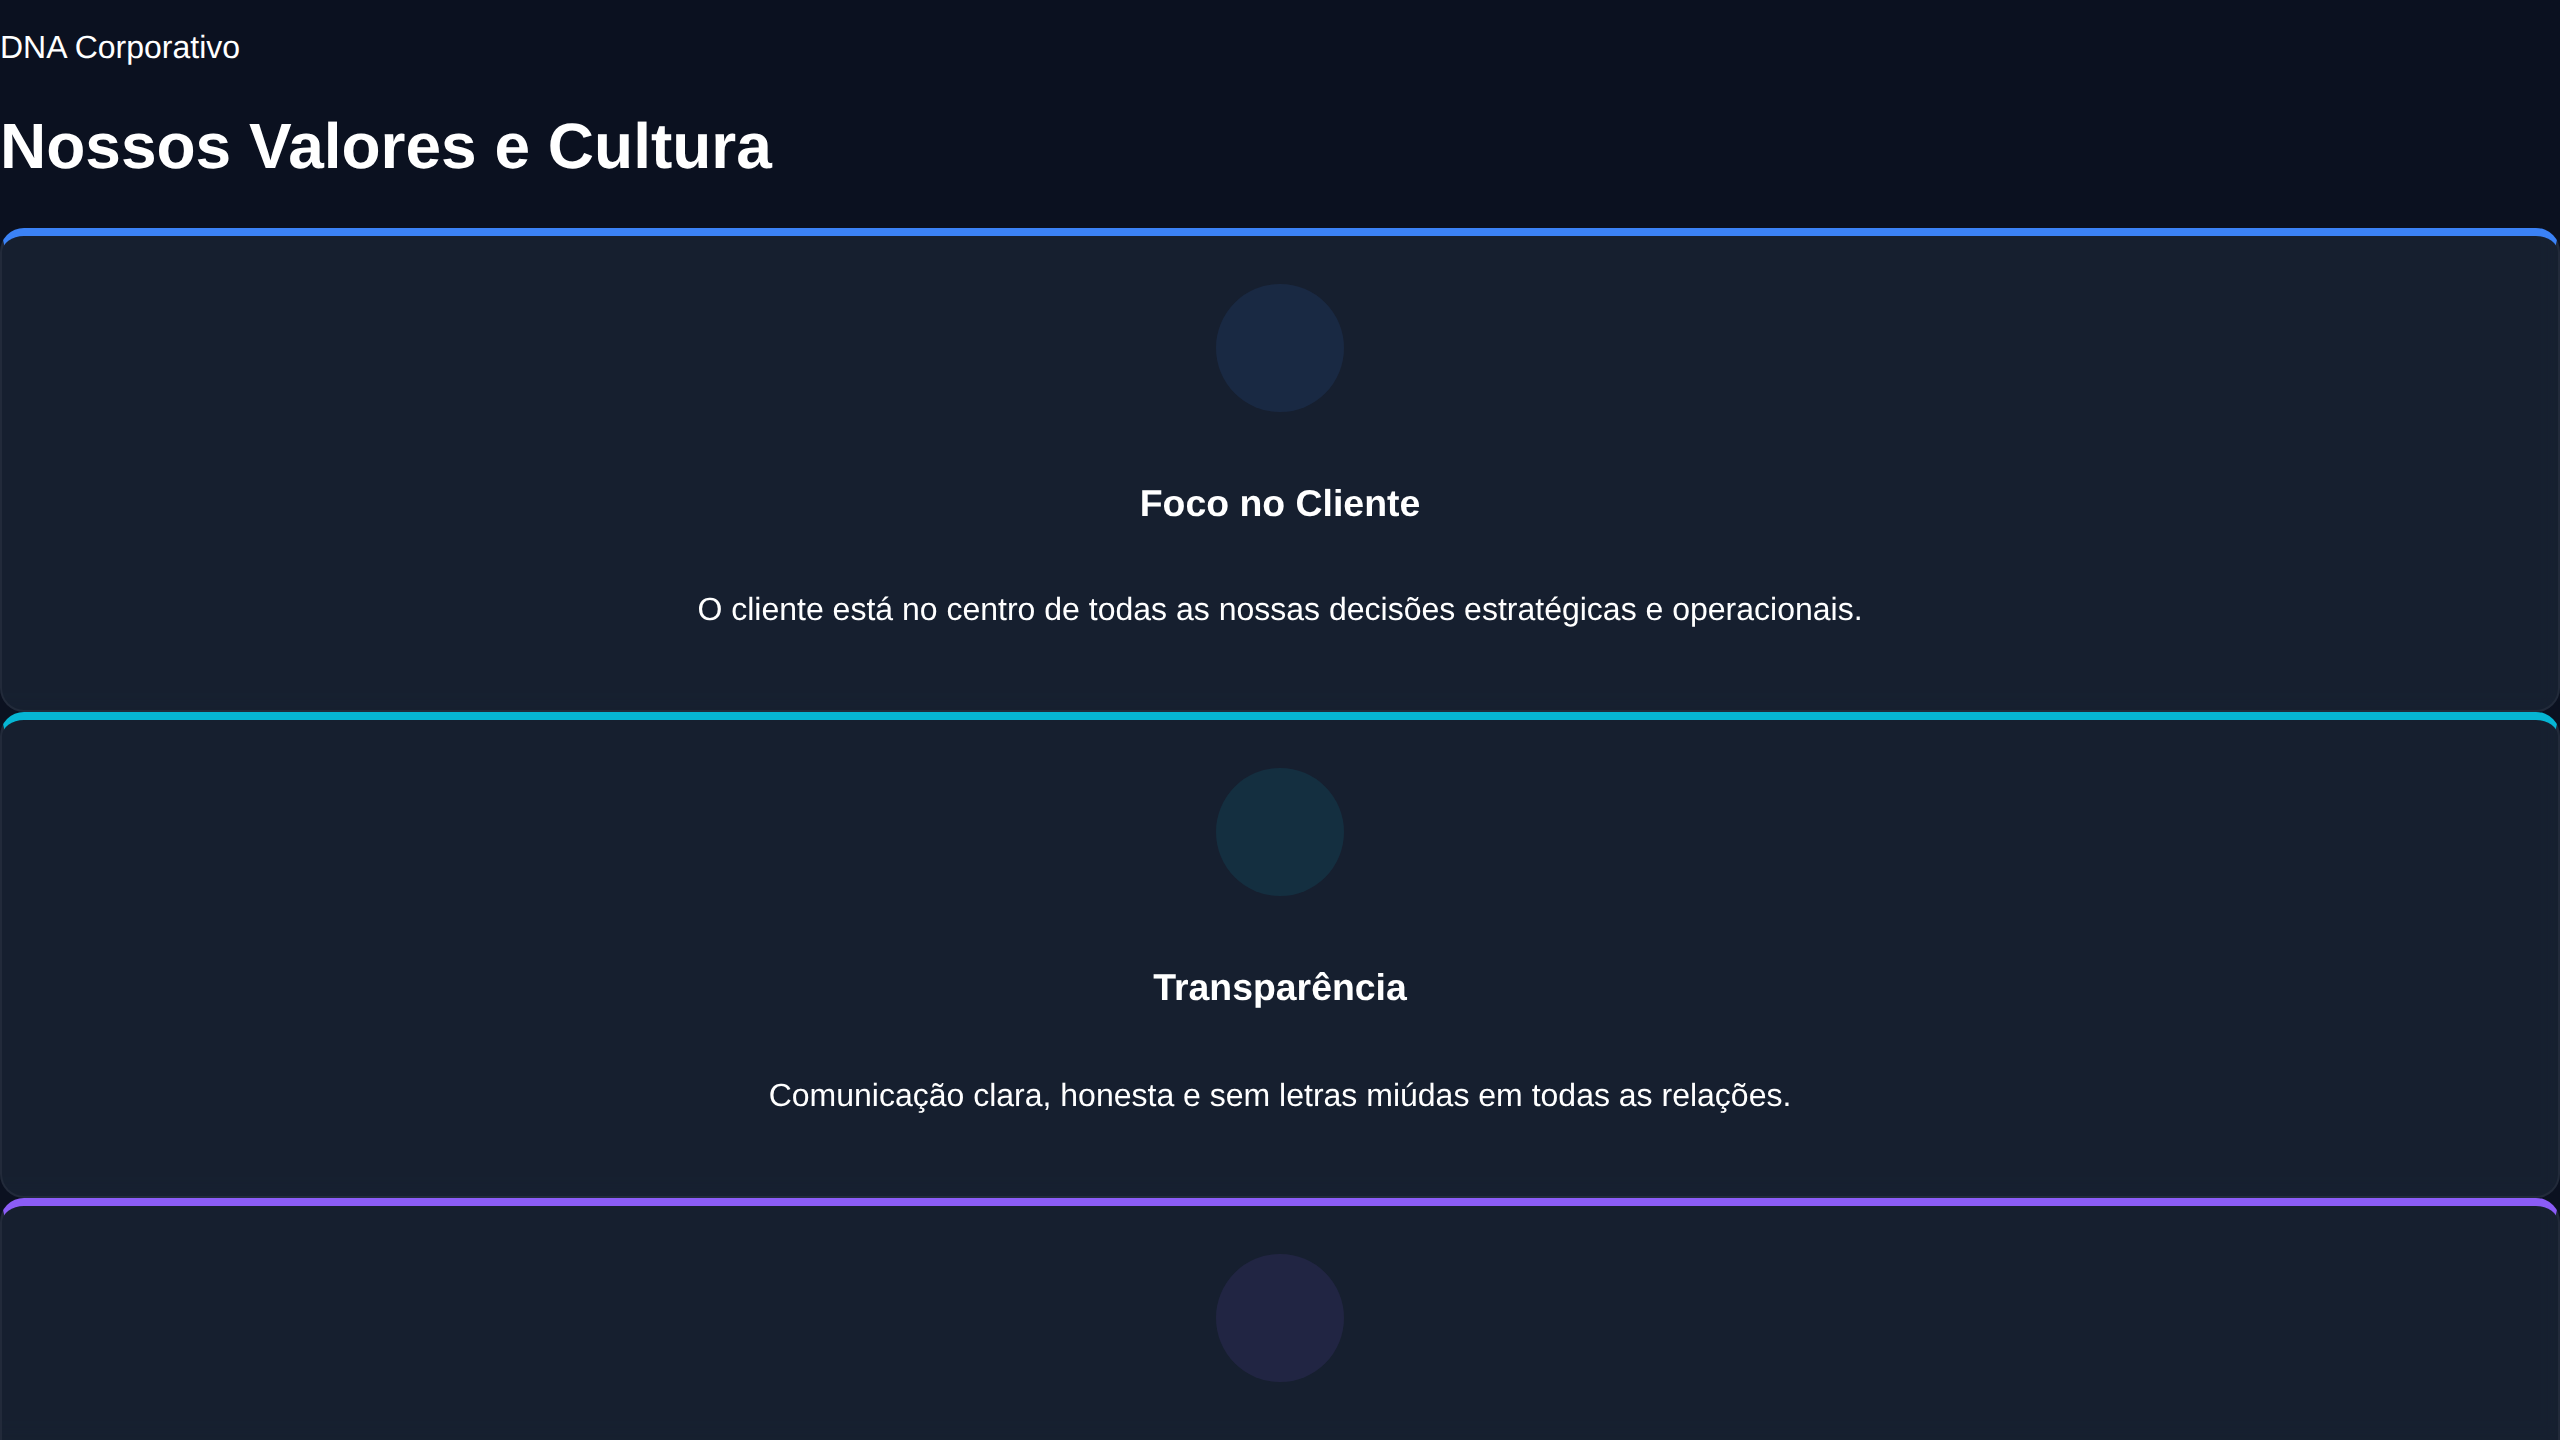 DNA Corporativo
Nossos Valores e Cultura
Foco no Cliente
O cliente está no centro de todas as nossas decisões estratégicas e operacionais.
Transparência
Comunicação clara, honesta e sem letras miúdas em todas as relações.